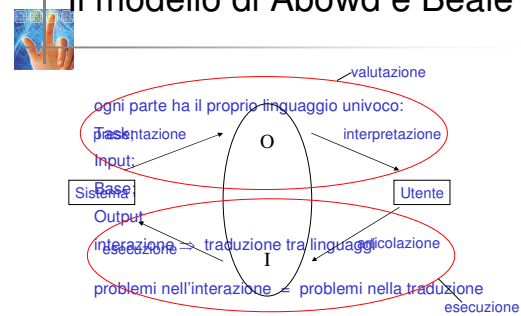 Il modello di Abowd e Beale
valutazione
ogni parte ha il proprio linguaggio univoco:
Task;
presentazione
O
interpretazione
Input;
Sistema
Base;
Utente
Output
interazione ⇒ traduzione tra linguaggi
articolazione
esecuzione
I
problemi nell'interazione = problemi nella traduzione
esecuzione